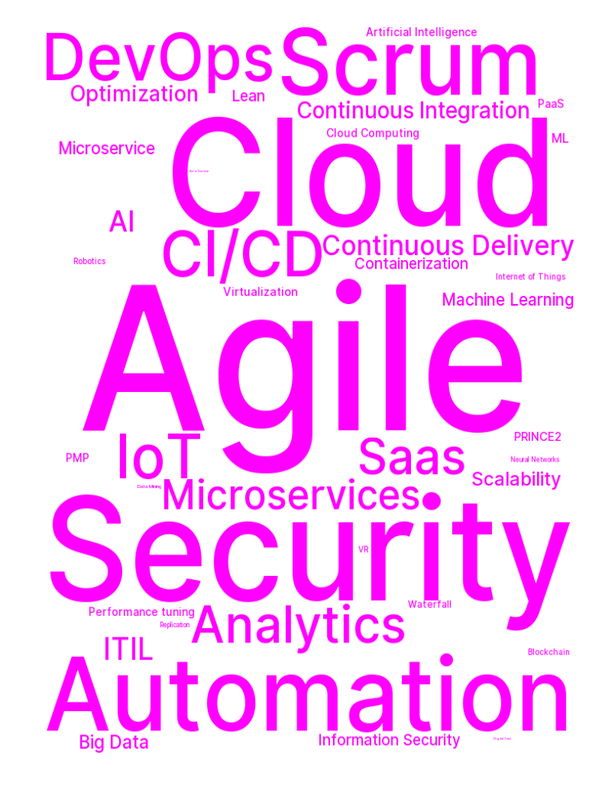 Artificial Intelligence
DevOps
Scrum
Optimization
Lean
PaaS
Continuous Integration
Cloud Computing
ML
Microservice
Cloud
AI
CI/CD
Continuous Delivery
Robotics
Containerization
Internet of Things
Virtualization
Machine Learning
Agile
PRINCE2
IoT
Saas
PMP
Neural Networks
Scalability
Data Mining
Microservices
Security
VR
Waterfall
Performance tuning
Replication
Analytics
ITIL
Blockchain
Automation
Big Data
Information Security